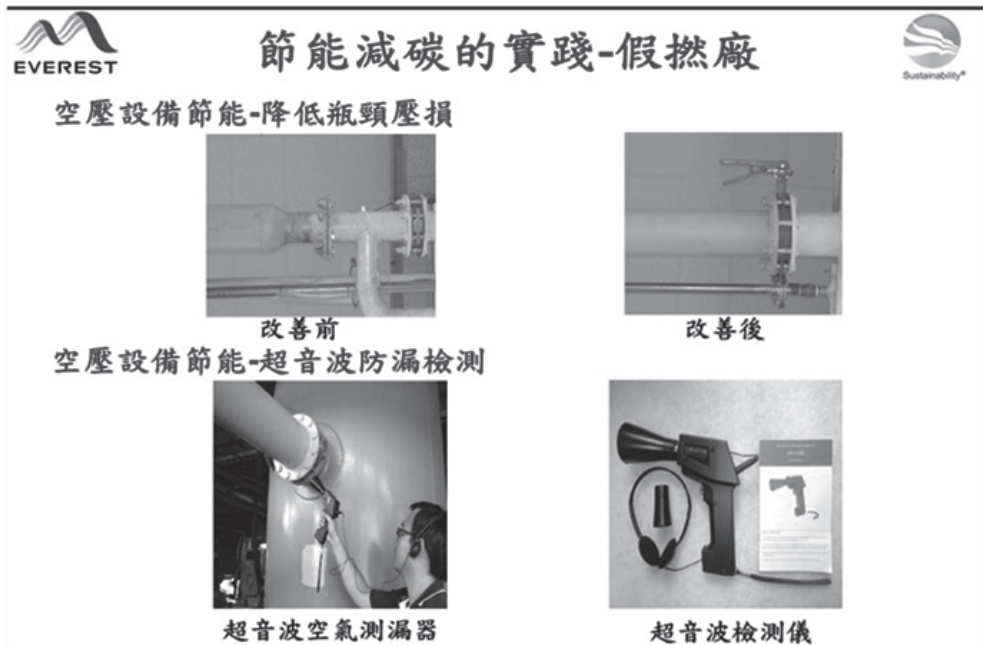 EVEREST
節能減碳的實踐-假撚廠
Sustainability®
空壓設備節能-降低瓶頸壓損
改善前
改善後
空壓設備節能-超音波防漏檢測
超音波空氣測漏器
超音波檢測儀